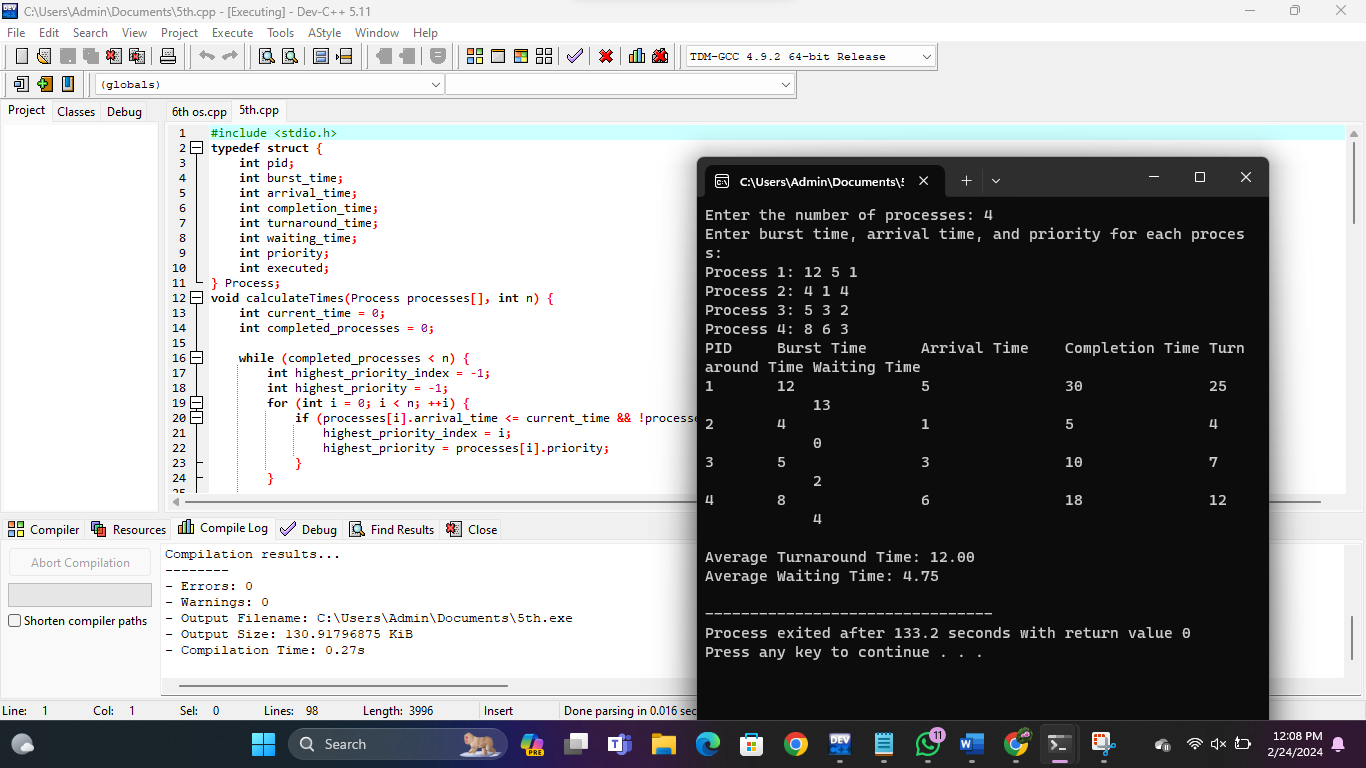 C:\Users\Admin\Documents\5th.cpp - [Executing] - Dev-C++ 5.11
File Edit Search View Project Execute Tools AStyle Window Help
TDM-GCC 4.9.2 64-bit Release
(globals)
Project Classes Debug 6th os.cpp 5th.cpp
1 #include <stdio.h>
2 typedef struct {
3 int pid;
4 int burst_time;
5 int arrival_time;
6 int completion_time;
7 int turnaround_time;
8 int waiting_time;
9 int priority;
10 int executed;
11 } Process;
12 void calculateTimes(Process processes[], int n) {
13 int current_time = 0;
14 int completed_processes = 0;
15
16 while (completed_processes < n) {
17 int highest_priority_index = -1;
18 int highest_priority = -1;
19 for (int i = 0; i < n; ++i) {
20 if (processes[i].arrival_time <= current_time && !processe
21 highest_priority_index = i;
22 highest_priority = processes[i].priority;
23 }
24 }
25
C:\Users\Admin\Documents\5
Enter the number of processes: 4
Enter burst time, arrival time, and priority for each proces
s:
Process 1: 12 5 1
Process 2: 4 1 4
Process 3: 5 3 2
Process 4: 8 6 3
PID Burst Time Arrival Time Completion Time Turn
around Time Waiting Time
1 12 5 30 25
13
2 4 1 5 4
0
3 5 3 10 7
2
4 8 6 18 12
4
Average Turnaround Time: 12.00
Average Waiting Time: 4.75
--------------------------------
Process exited after 133.2 seconds with return value 0
Press any key to continue . . .
Compiler Resources Compile Log Debug Find Results Close
Abort Compilation
Shorten compiler paths
Compilation results...
--------
- Errors: 0
- Warnings: 0
- Output Filename: C:\Users\Admin\Documents\5th.exe
- Output Size: 130.91796875 KiB
- Compilation Time: 0.27s
Line: 1 Col: 1 Sel: 0 Lines: 98 Length: 3996 Insert Done parsing in 0.016 sec
Search
PRE
DEV
11
12:08 PM
2/24/2024